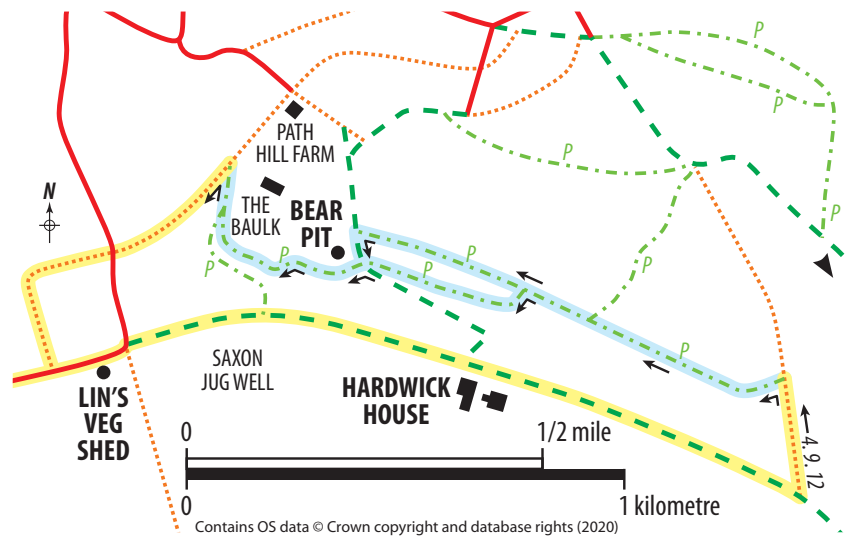 P
P
P
N
PATH
HILL FARM
THE
BAULK
BEAR
PIT
P
P
P
P
P
P
SAXON
JUG WELL
HARDWICK
HOUSE
LIN'S
VEG
SHED
4. 9. 12
0
1/2 mile
0
1 kilometre
Contains OS data © Crown copyright and database rights (2020)